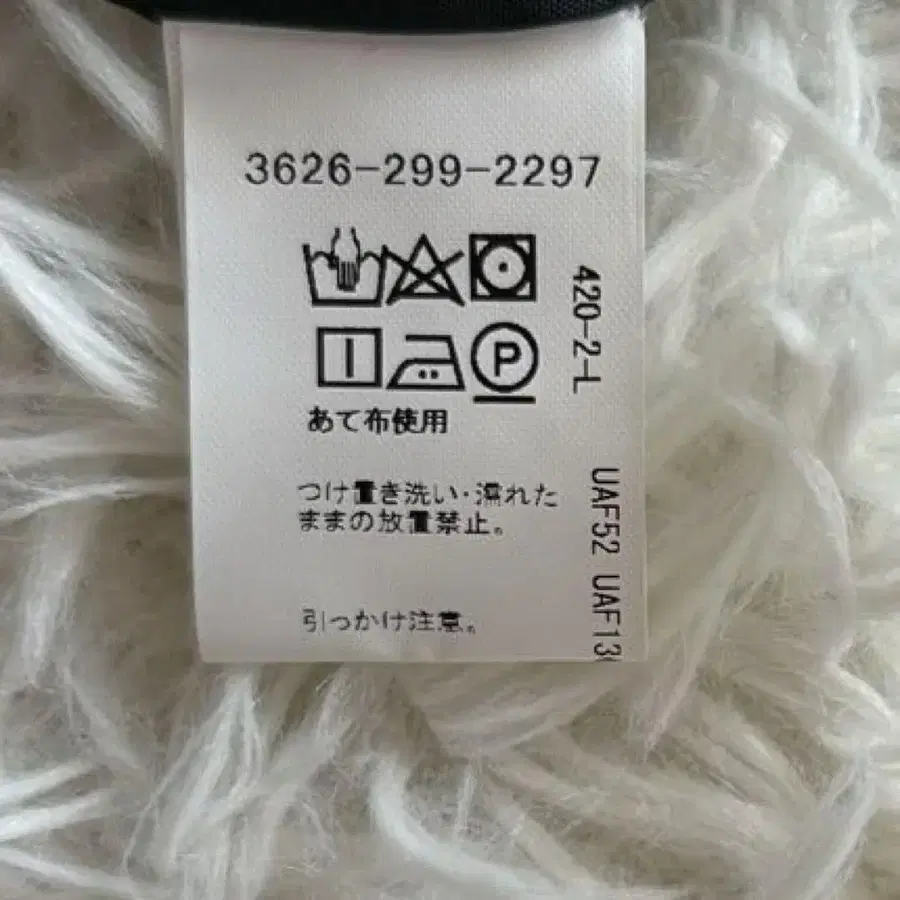 3626-299-2297
P
あて布使用
つけ置き洗い・濡れた
ままの放置禁止。
引っかけ注意。
420-2-L
UAF52 UAF13